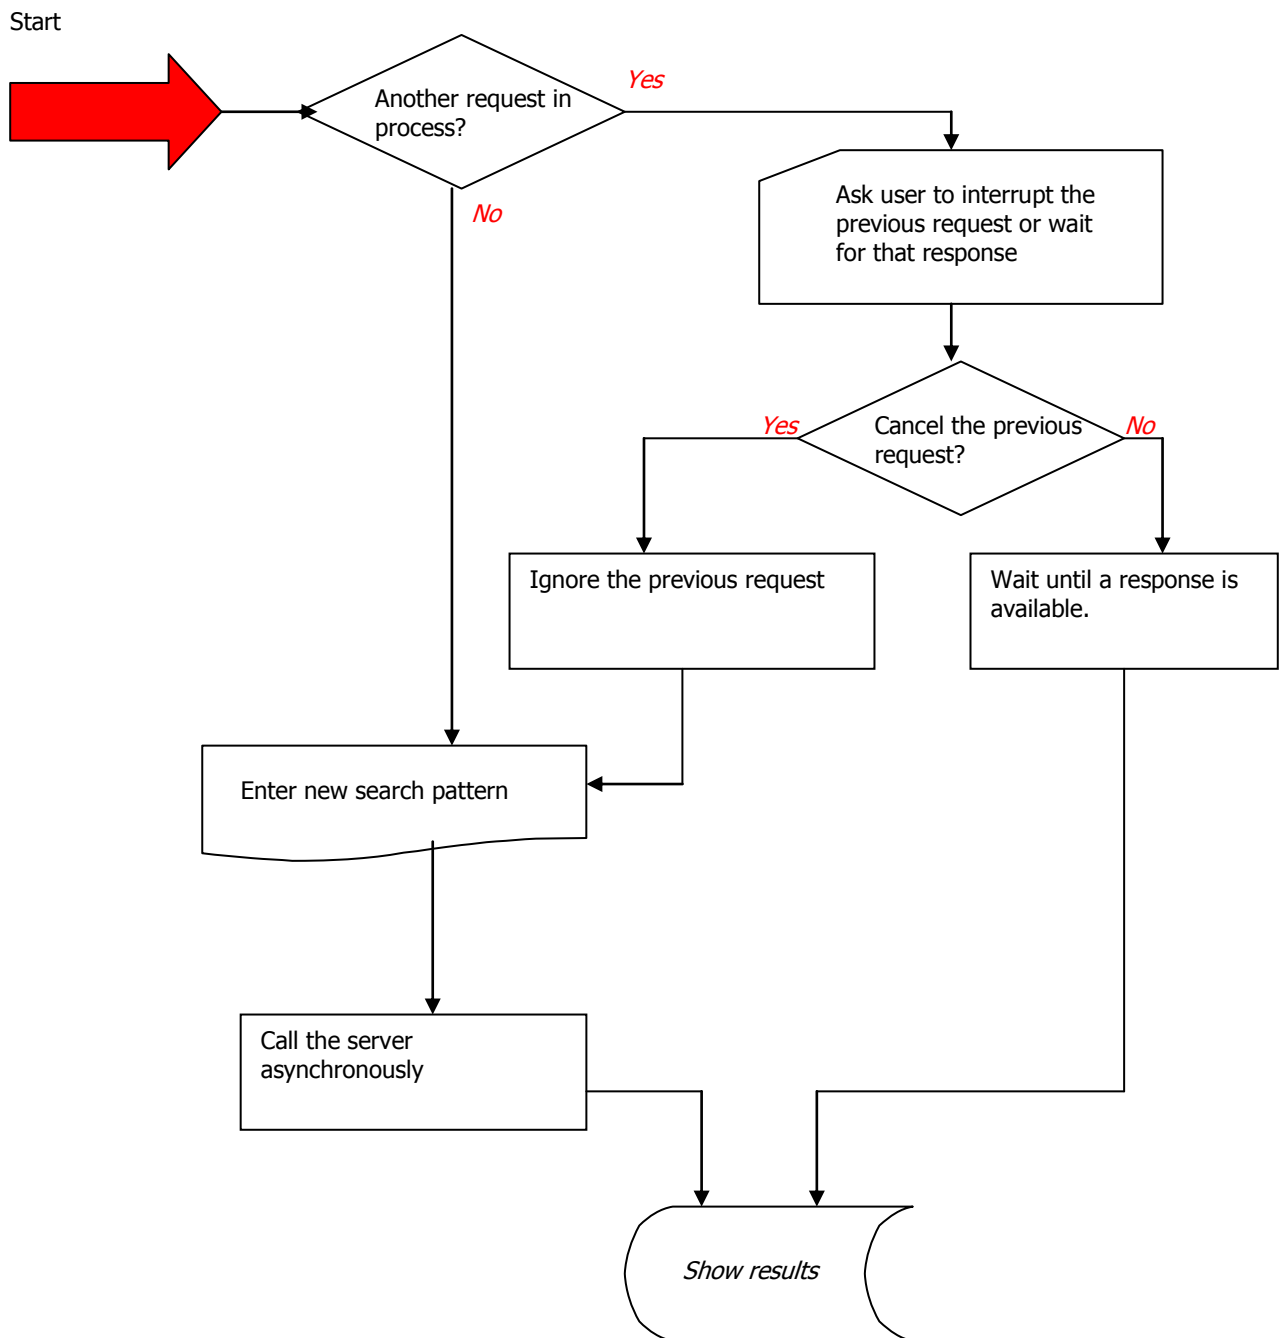 Start
Another request in
process?
Yes
No
Ask user to interrupt the
previous request or wait
for that response
Cancel the previous
request?
Yes
No
Ignore the previous request
Wait until a response is
available.
Enter new search pattern
Call the server
asynchronously
Show results